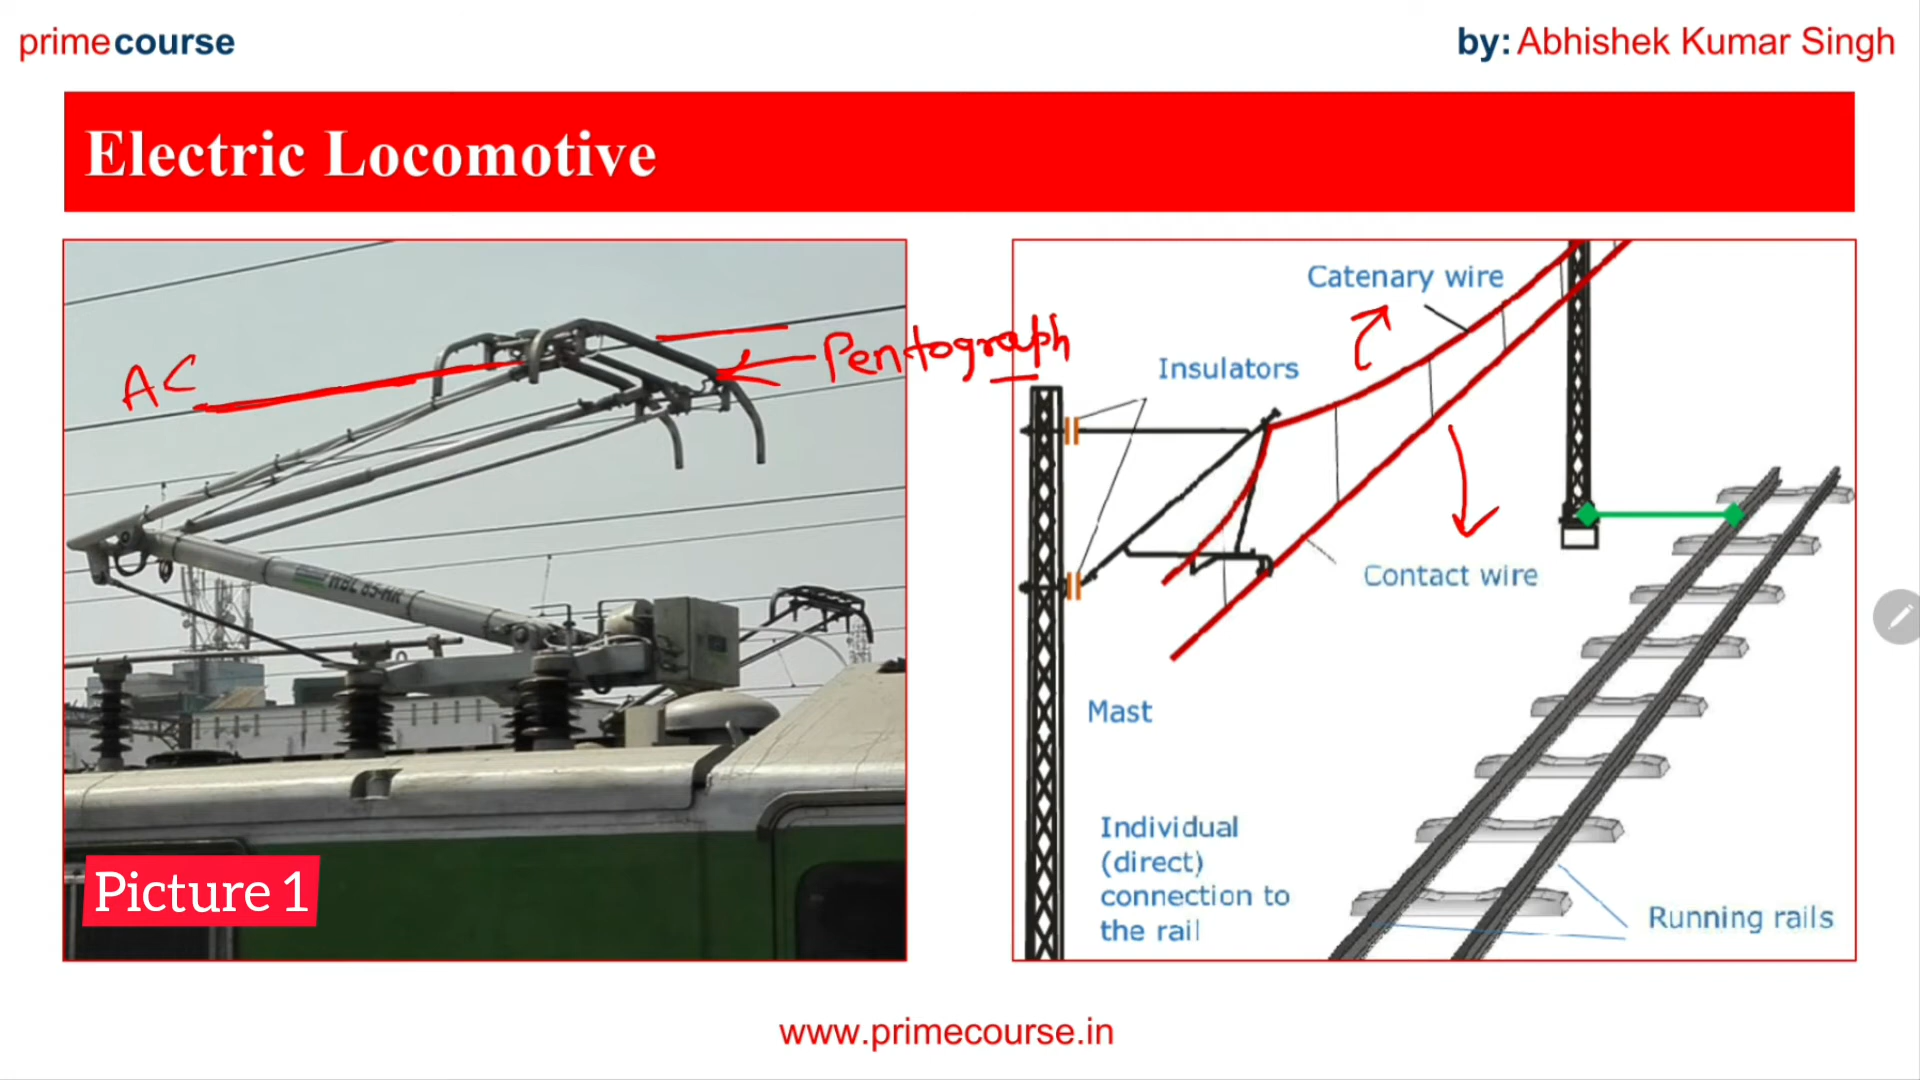 primecourse
by: Abhishek Kumar Singh
Electric Locomotive
AC
Pentograph
Picture 1
Catenary wire
Insulators
Contact wire
Mast
Individual
(direct)
connection to
the rail
Running rails
www.primecourse.in